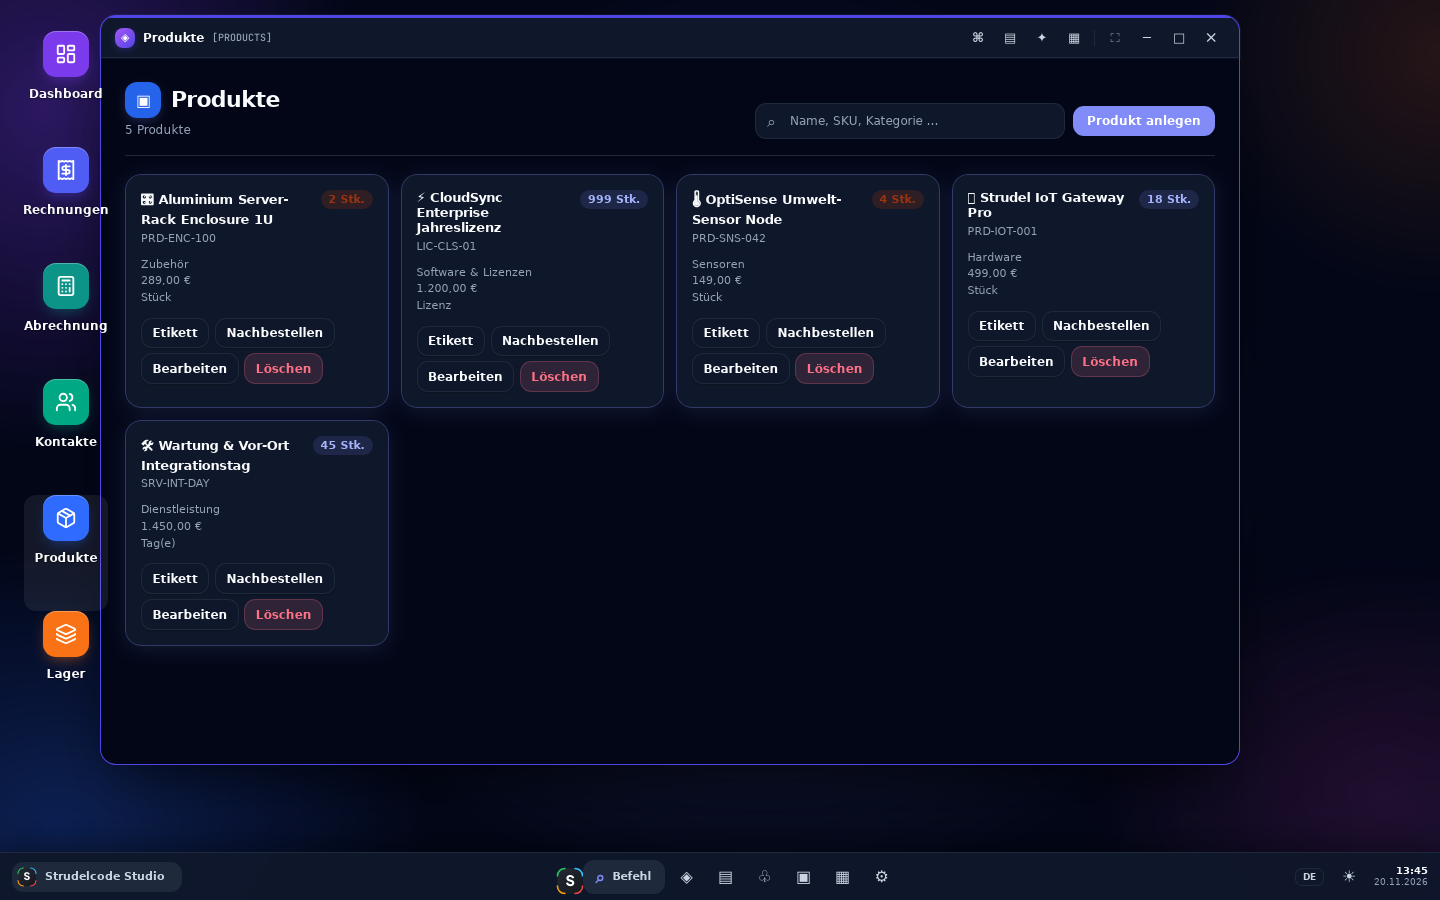 Dashboard
Rechnungen
Abrechnung
Kontakte
Produkte
Lager
Produkte [PRODUCTS]
Produkte
5 Produkte
Name, SKU, Kategorie ...
Produkt anlegen
Aluminium Server-
Rack Enclosure 1U
2 Stk.
PRD-ENC-100
Zubehör
289,00 €
Stück
Etikett Nachbestellen
Bearbeiten Löschen
CloudSync
Enterprise
Jahreslizenz
999 Stk.
LIC-CLS-01
Software & Lizenzen
1.200,00 €
Lizenz
Etikett Nachbestellen
Bearbeiten Löschen
OptiSense Umwelt-
Sensor Node
4 Stk.
PRD-SNS-042
Sensoren
149,00 €
Stück
Etikett Nachbestellen
Bearbeiten Löschen
Strudel IoT Gateway
Pro
18 Stk.
PRD-IOT-001
Hardware
499,00 €
Stück
Etikett Nachbestellen
Bearbeiten Löschen
Wartung & Vor-Ort
Integrationstag
45 Stk.
SRV-INT-DAY
Dienstleistung
1.450,00 €
Tag(e)
Etikett Nachbestellen
Bearbeiten Löschen
S Strudelcode Studio
S
Befehl
DE
13:45
20.11.2026